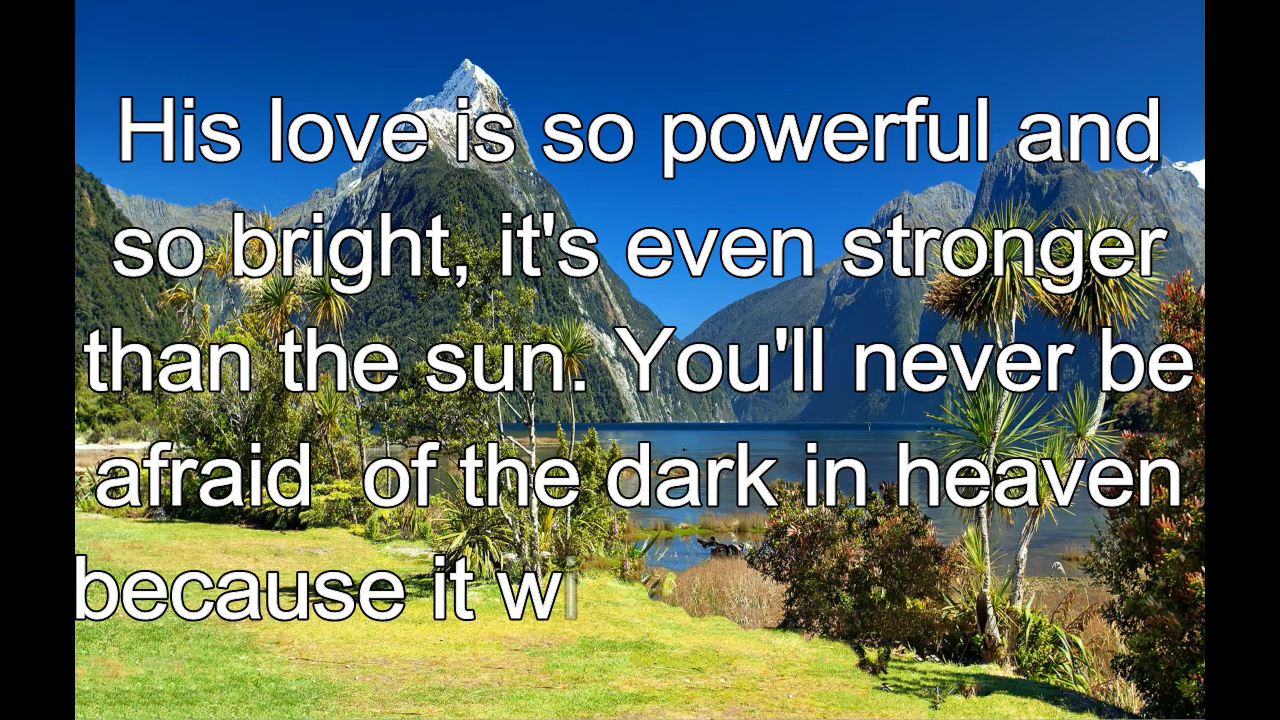 His love is so powerful and
so bright, it's even stronger
than the sun. You'll never be
afraid  of the dark in heaven
because it wi